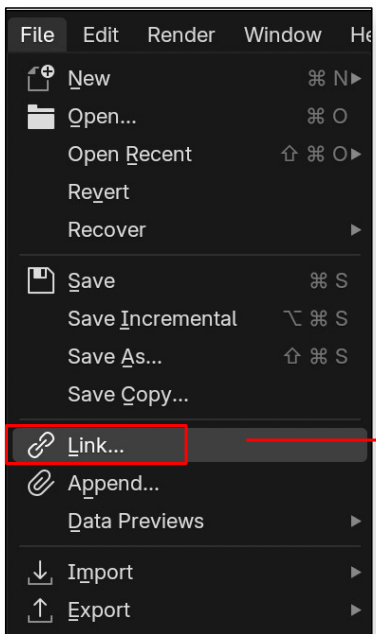 File Edit Render Window He
New ⌘ N
Open... ⌘ O
Open Recent ⇧ ⌘ O
Revert
Recover
Save ⌘ S
Save Incremental ⌥ ⌘ S
Save As... ⇧ ⌘ S
Save Copy...
Link...
Append...
Data Previews
Import
Export